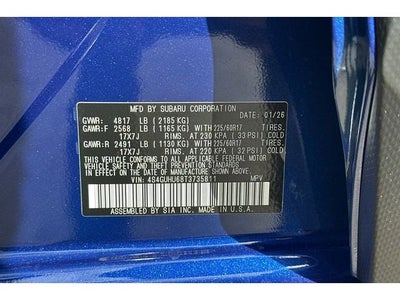 MFD BY SUBARU CORPORATION DATE: 01/26
GVWR: 4817 LB (2185 KG)
GAWR:F 2568 LB (1165 KG) WITH 225/60R17 TIRES.
17X7J RIMS. AT 230 KPA (33 PSI) COLD
GAWR:R 2491 LB (1130 KG) WITH 225/60R17 TIRES.
17X7J RIMS. AT 220 KPA (32 PSI) COLD
THIS VEHICLE CONFORMS TO ALL APPLICABLE FEDERAL MOTOR
VEHICLE SAFETY, BUMPER AND THEFT PREVENTION STANDARDS IN
EFFECT ON THE DATE OF MANUFACTURE SHOWN ABOVE.
VIN: 4S4GUHU68T3735811 MPV
ASSEMBLED BY SIA INC. MADE IN U.S.A.